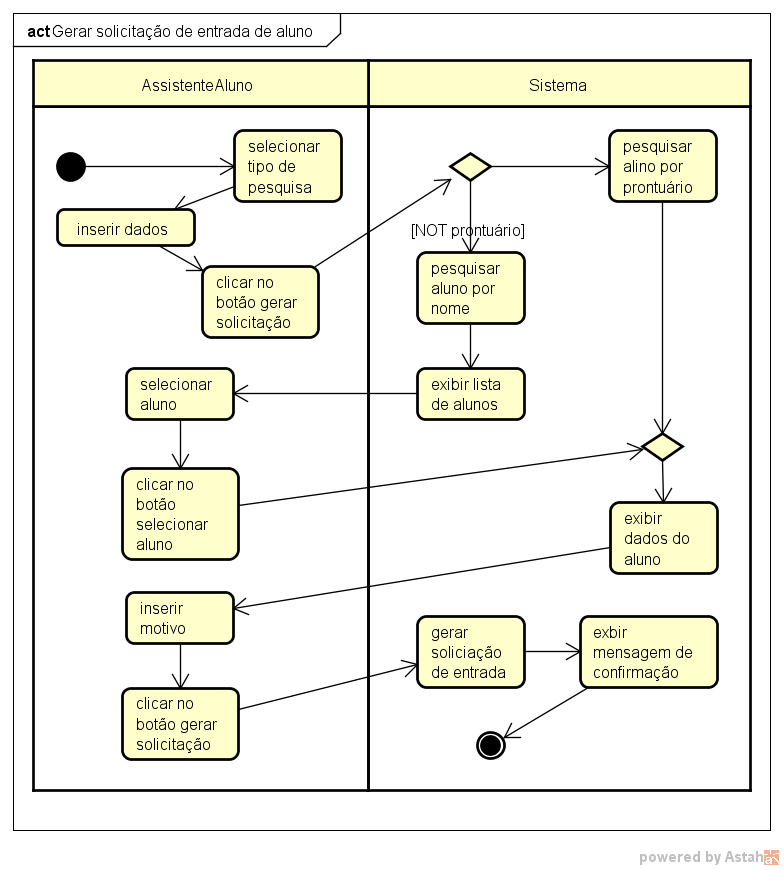 act Gerar solicitação de entrada de aluno
AssistenteAluno
Sistema
selecionar
tipo de
pesquisa
pesquisar
alino por
prontuário
inserir dados
[NOT prontuário]
clicar no
botão gerar
solicitação
pesquisar
aluno por
nome
selecionar
aluno
exibir lista
de alunos
clicar no
botão
selecionar
aluno
exibir
dados do
aluno
inserir
motivo
gerar
soliciação
de entrada
exbir
mensagem de
confirmação
clicar no
botão gerar
solicitação
powered by Astah